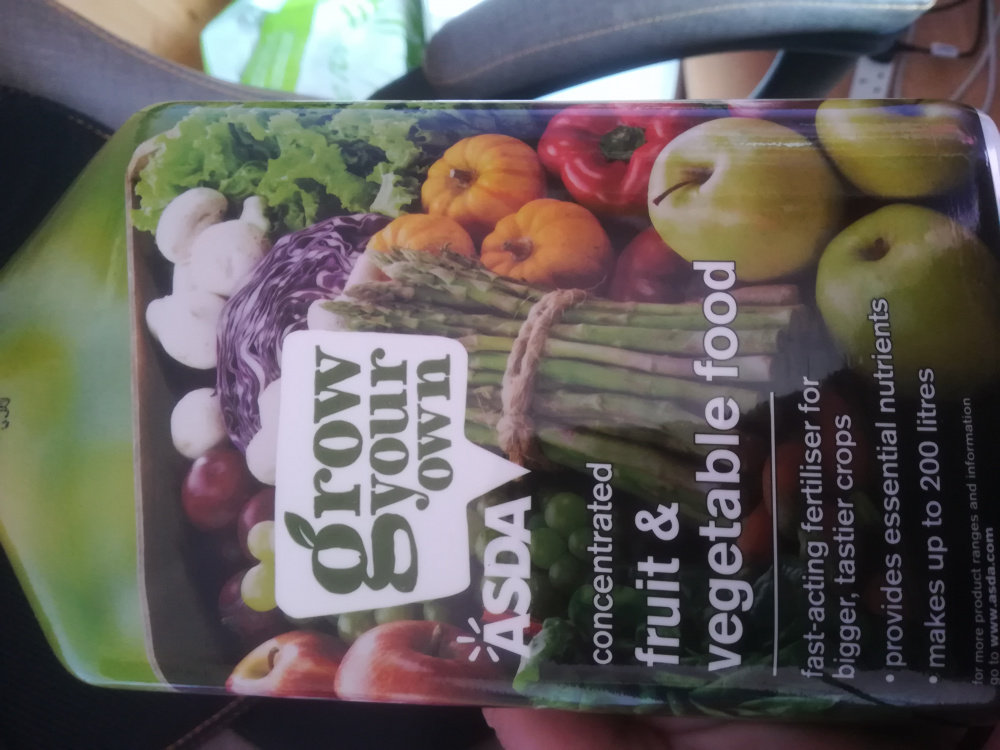 grow
your
own
ASDA
concentrated
fruit &
vegetable food
fast-acting fertiliser for
bigger, tastier crops
• provides essential nutrients
• makes up to 200 litres
for more product ranges and information
go to www.asda.com